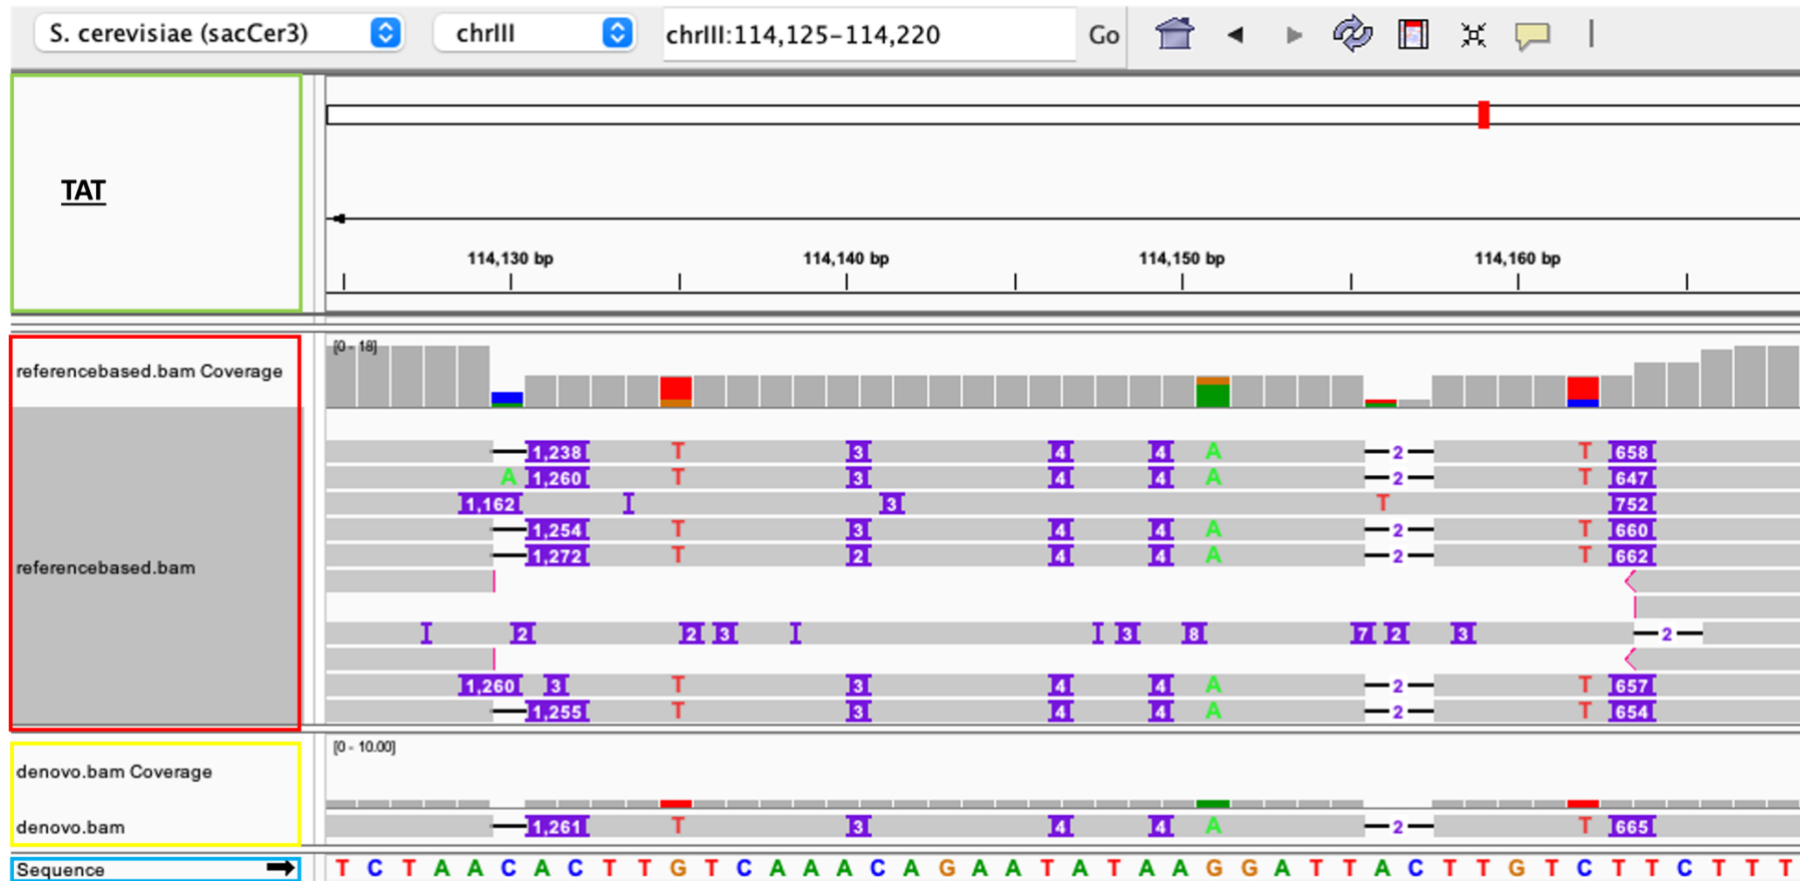 S. cerevisiae (sacCer3) chrIII chrIII:114,125–114,220 Go
TAT
114,130 bp 114,140 bp 114,150 bp 114,160 bp
[0 - 18]
referencebased.bam Coverage
1,238 T 3 4 4 A 2 T 658
A 1,260 T 3 4 4 A 2 T 647
1,162 3 T 752
1,254 T 3 4 4 A 2 T 660
1,272 T 2 4 4 A 2 T 662
referencebased.bam
2 2 3 3 8 7 2 3 2
1,260 3 T 3 4 4 A 2 T 657
1,255 T 3 4 4 A 2 T 654
[0 - 10.00]
denovo.bam Coverage
denovo.bam 1,261 T 3 4 4 A 2 T 665
Sequence T C T A A C A C T T G T C A A A C A G A A T A T A A G G A T T A C T T G T C T T C T T T